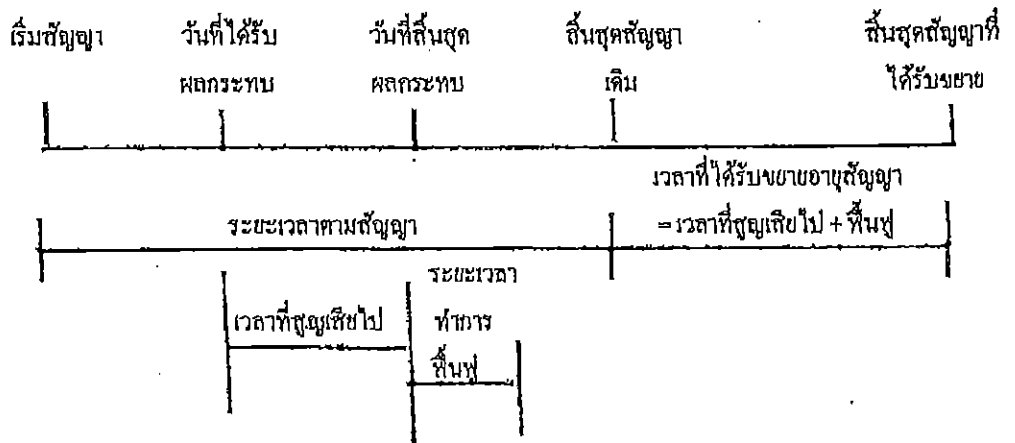 เริ่มสัญญา วันที่ได้รับ วันที่สิ้นสุด สิ้นสุดสัญญา สิ้นสุดสัญญาที่
ผลกระทบ ผลกระทบ เดิม ได้รับขยาย
เวลาที่ได้รับขยายอายุสัญญา
ระยะเวลาตามสัญญา =เวลาที่สูญเสียไป + ฟื้นฟู
ระยะเวลา
เวลาที่สูญเสียไป ทำการ
ฟื้นฟู